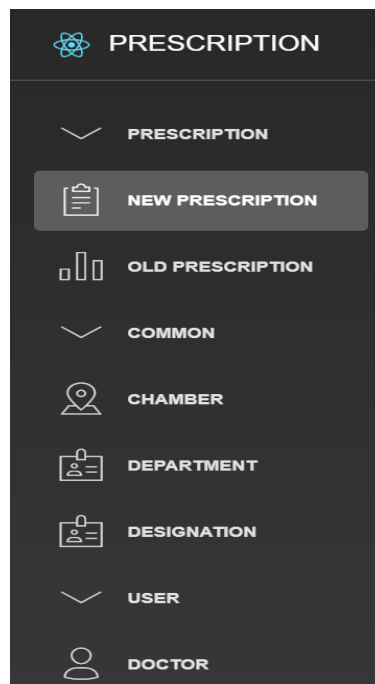 PRESCRIPTION
PRESCRIPTION
NEW PRESCRIPTION
OLD PRESCRIPTION
COMMON
CHAMBER
DEPARTMENT
DESIGNATION
USER
DOCTOR